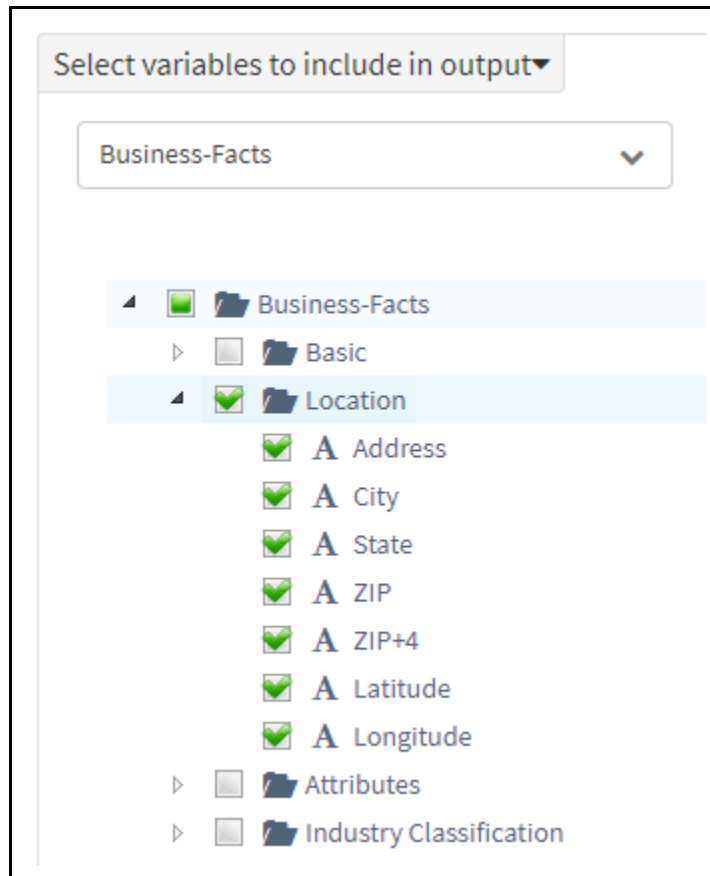 Select variables to include in output
Business-Facts
Business-Facts
Basic
Location
A Address
A City
A State
A ZIP
A ZIP+4
A Latitude
A Longitude
Attributes
Industry Classification